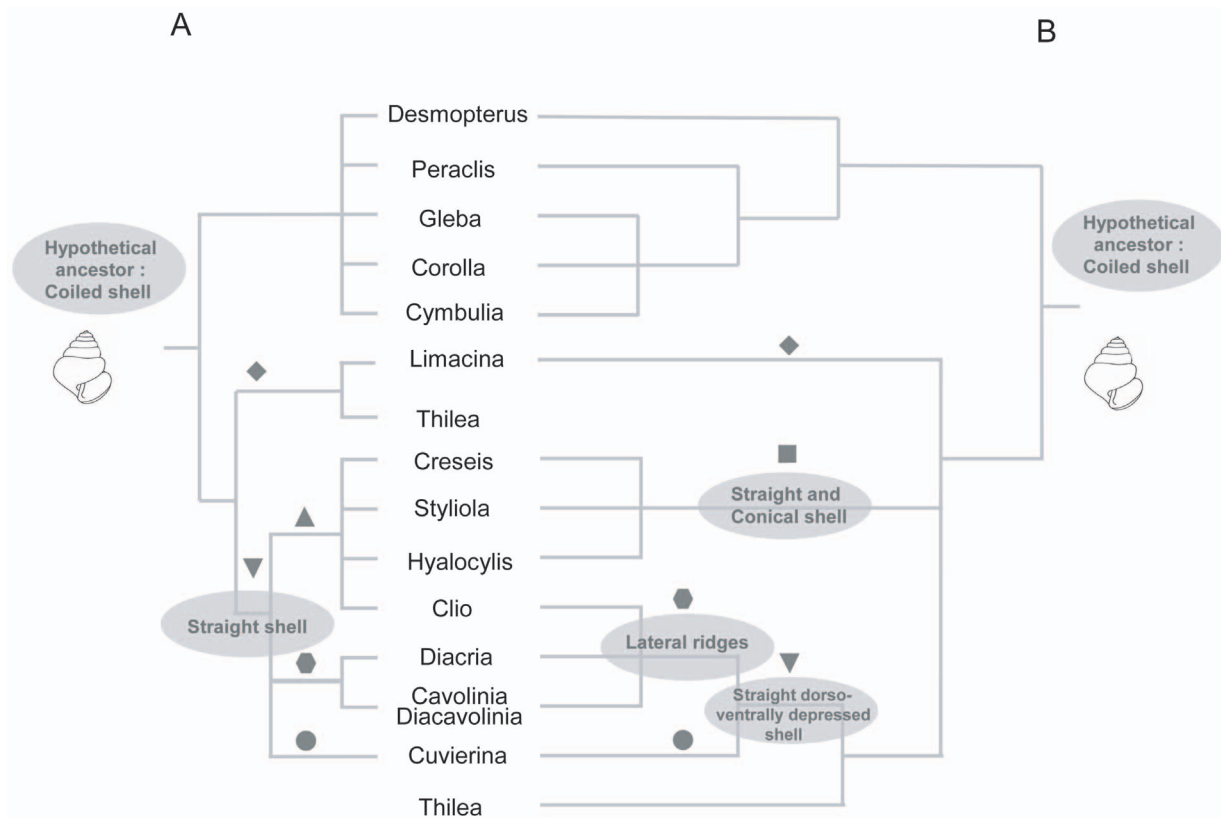 A
B
Desmopterus
Peraclis
Gleba
Corolla
Cymbulia
Limacina
Thilea
Creseis
Styliola
Hyalocylis
Clio
Diacria
Cavolinia
Diacavolinia
Cuvierina
Thilea
Hypothetical
ancestor :
Coiled shell
Straight shell
Hypothetical
ancestor :
Coiled shell
Straight and
Conical shell
Lateral ridges
Straight dorso-
ventrally depressed
shell